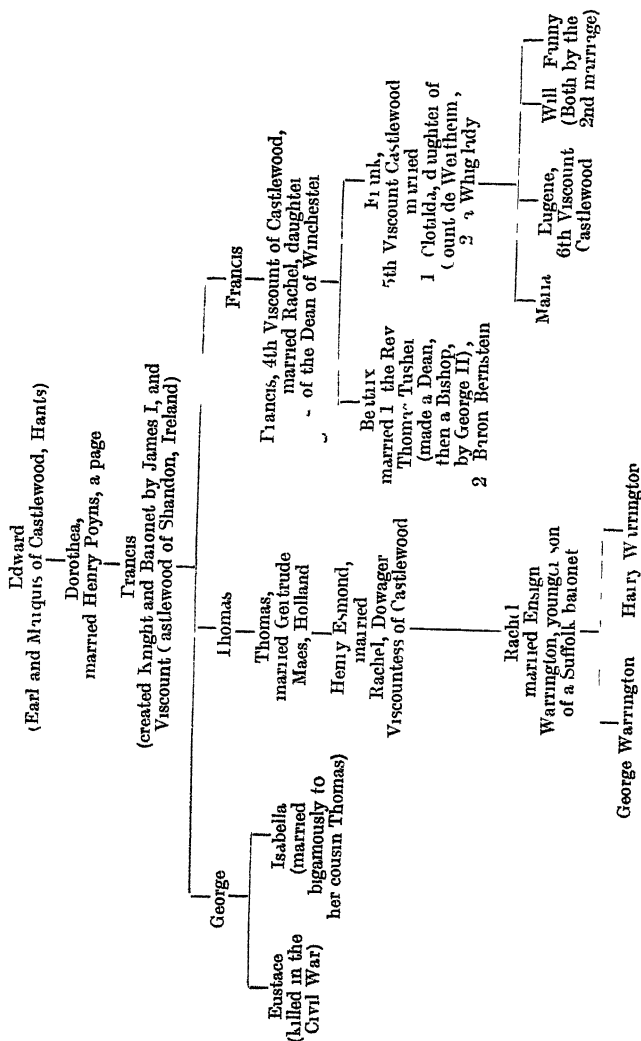 Edward
(Earl and Marquis of Castlewood, Hants)
Dorothea,
married Henry Poyns, a page
Francis
(created Knight and Baronet by James I, and
Viscount Castlewood of Shandon, Ireland)
George
Thomas
Francis
Eustace
(killed in the
Civil War)
Isabella
(married
bigamously to
her cousin Thomas)
Thomas,
married Gertrude
Maes, Holland
Henry Esmond,
married
Rachel, Dowager
Viscountess of Castlewood
Francis, 4th Viscount of Castlewood,
married Rachel, daughter
of the Dean of Winchester
Beatrix
married 1 the Rev
Thomas Tusher
(made a Dean,
then a Bishop,
by George II),
2 Baron Bernstein
Frank,
5th Viscount Castlewood
married
1 Clotilda, daughter of
Count de Wertheim,
2 a Whig lady
Rachel
married Ensign
Warrington, younger son
of a Suffolk baronet
George Warrington
Harry Warrington
Maria
Eugene,
6th Viscount
Castlewood
Will Fanny
(Both by the
2nd marriage)